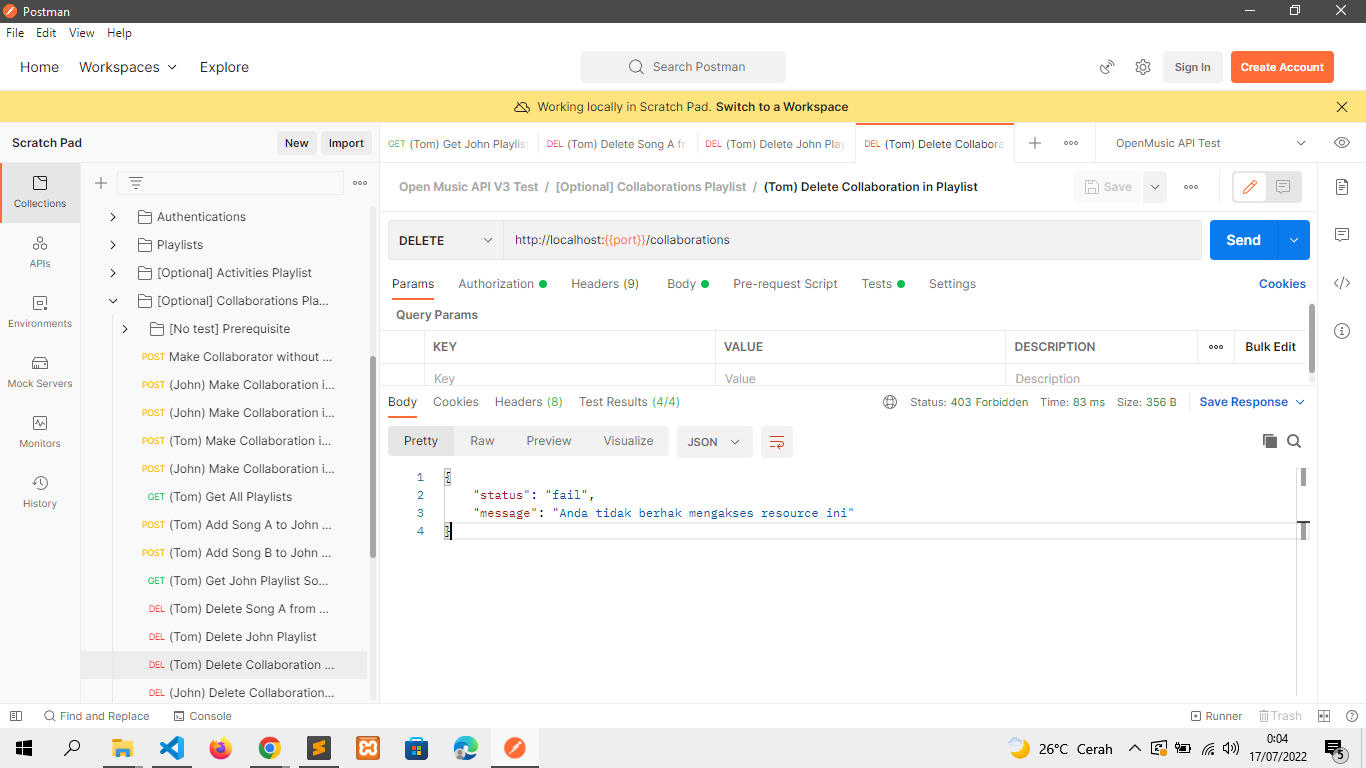 Postman
File Edit View Help
Home Workspaces Explore Search Postman Sign In Create Account
Working locally in Scratch Pad. Switch to a Workspace
Scratch Pad New Import
GET (Tom) Get John Playlis DEL (Tom) Delete Song A fr DEL (Tom) Delete John Play DEL (Tom) Delete Collabora OpenMusic API Test
Open Music API V3 Test / [Optional] Collaborations Playlist / (Tom) Delete Collaboration in Playlist Save
Collections
APIs
Environments
Mock Servers
Monitors
History
Authentications
Playlists
[Optional] Activities Playlist
[Optional] Collaborations Pla...
[No test] Prerequisite
POST Make Collaborator without ...
POST (John) Make Collaboration i...
POST (John) Make Collaboration i...
POST (Tom) Make Collaboration i...
POST (John) Make Collaboration i...
GET (Tom) Get All Playlists
POST (Tom) Add Song A to John ...
POST (Tom) Add Song B to John ...
GET (Tom) Get John Playlist So...
DEL (Tom) Delete Song A from ...
DEL (Tom) Delete John Playlist
DEL (Tom) Delete Collaboration ...
DEL (John) Delete Collaboration...
DELETE http://localhost:{{port}}/collaborations Send
Params Authorization Headers (9) Body Pre-request Script Tests Settings Cookies
Query Params
KEY VALUE DESCRIPTION Bulk Edit
Key Value Description
Body Cookies Headers (8) Test Results (4/4) Status: 403 Forbidden Time: 83 ms Size: 356 B Save Response
Pretty Raw Preview Visualize JSON
1 {
2 "status": "fail",
3 "message": "Anda tidak berhak mengakses resource ini"
4 }
Find and Replace Console Runner Trash
26°C Cerah 0:04
17/07/2022
5